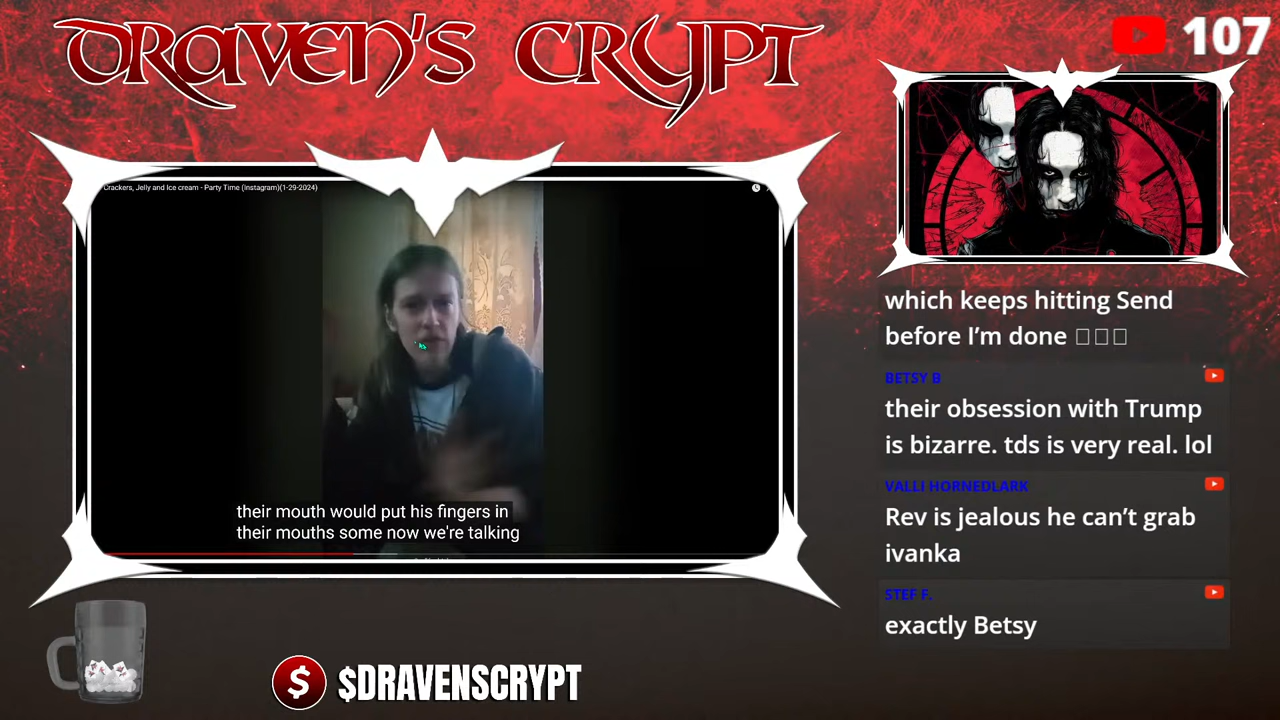 DRAVEN'S CRYPT
107
Crackers, Jelly and Ice cream - Party Time (Instagram)(1-29-2024)
their mouth would put his fingers in
their mouths some now we're talking
which keeps hitting Send
before I’m done
BETSY B
their obsession with Trump
is bizarre. tds is very real. lol
VALLI HORNEDLARK
Rev is jealous he can’t grab
ivanka
STEF F.
exactly Betsy
$ $DRAVENSCRYPT